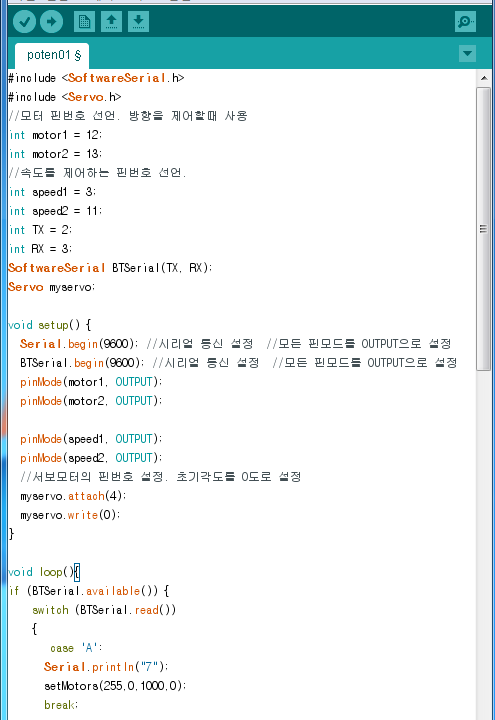 poten01 §
#include <SoftwareSerial.h>
#include <Servo.h>
//모터 핀번호 선언. 방향을 제어할때 사용
int motor1 = 12;
int motor2 = 13;
//속도를 제어하는 핀번호 선언.
int speed1 = 3;
int speed2 = 11;
int TX = 2;
int RX = 3;
SoftwareSerial BTSerial(TX, RX);
Servo myservo;
void setup() {
Serial.begin(9600); //시리얼 통신 설정 //모든 핀모드를 OUTPUT으로 설정
BTSerial.begin(9600); //시리얼 통신 설정 //모든 핀모드를 OUTPUT으로 설정
pinMode(motor1, OUTPUT);
pinMode(motor2, OUTPUT);
pinMode(speed1, OUTPUT);
pinMode(speed2, OUTPUT);
//서보모터의 핀번호 설정. 초기각도를 0도로 설정
myservo.attach(4);
myservo.write(0);
}
void loop(){
if (BTSerial.available()) {
switch (BTSerial.read())
{
case 'A':
Serial.println("7");
setMotors(255,0,1000,0);
break;